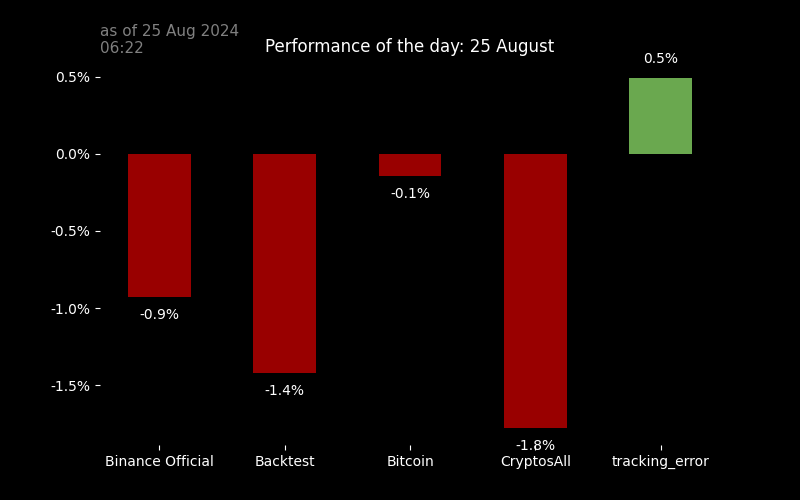 as of 25 Aug 2024
06:22
Performance of the day: 25 August
0.5%
0.5%
0.0%
-0.5%
-1.0%
-1.5%
-0.9%
-1.4%
-0.1%
-1.8%
Binance Official
Backtest
Bitcoin
CryptosAll
tracking_error